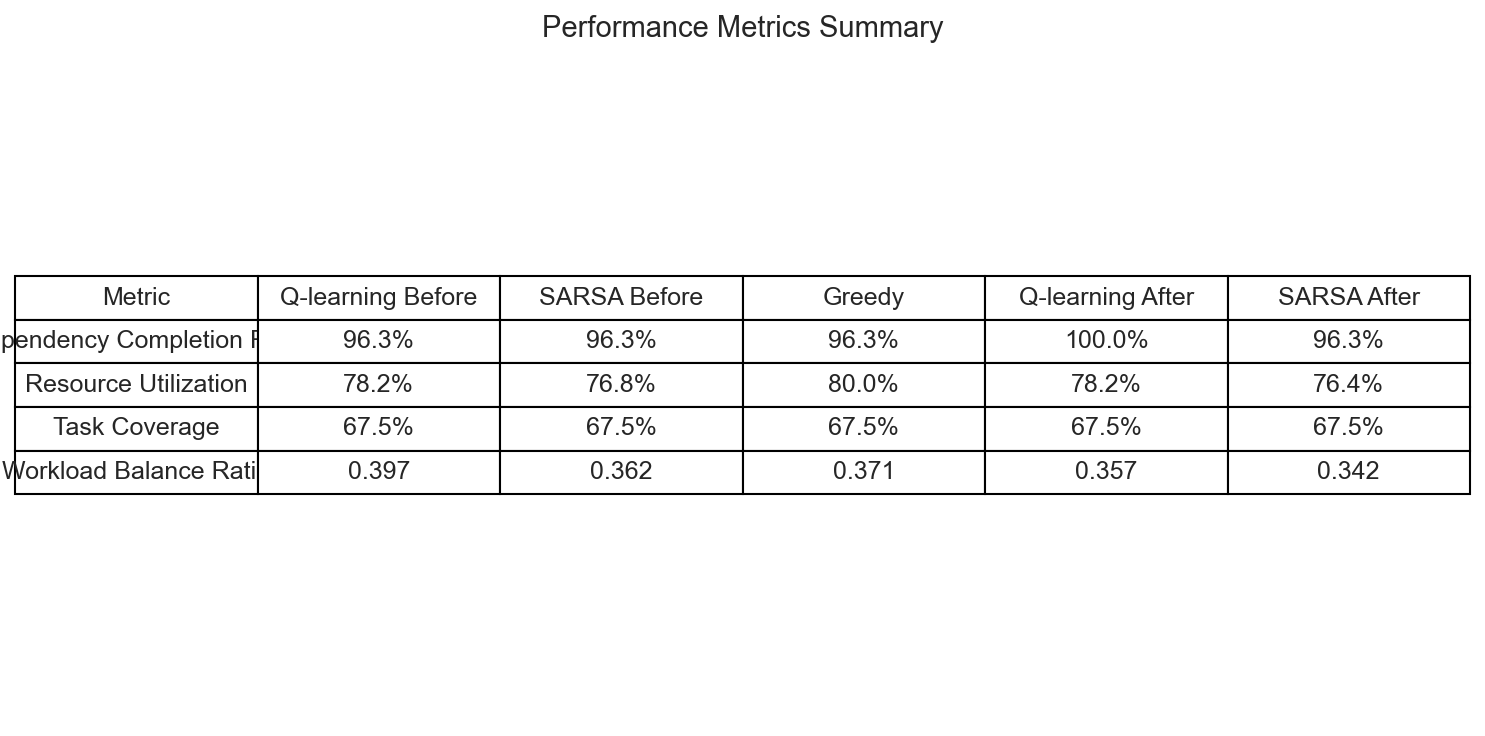 Performance Metrics Summary
Metric Q-learning Before SARSA Before Greedy Q-learning After SARSA After
pendency Completion 96.3% 96.3% 96.3% 100.0% 96.3%
Resource Utilization 78.2% 76.8% 80.0% 78.2% 76.4%
Task Coverage 67.5% 67.5% 67.5% 67.5% 67.5%
Workload Balance Rati 0.397 0.362 0.371 0.357 0.342